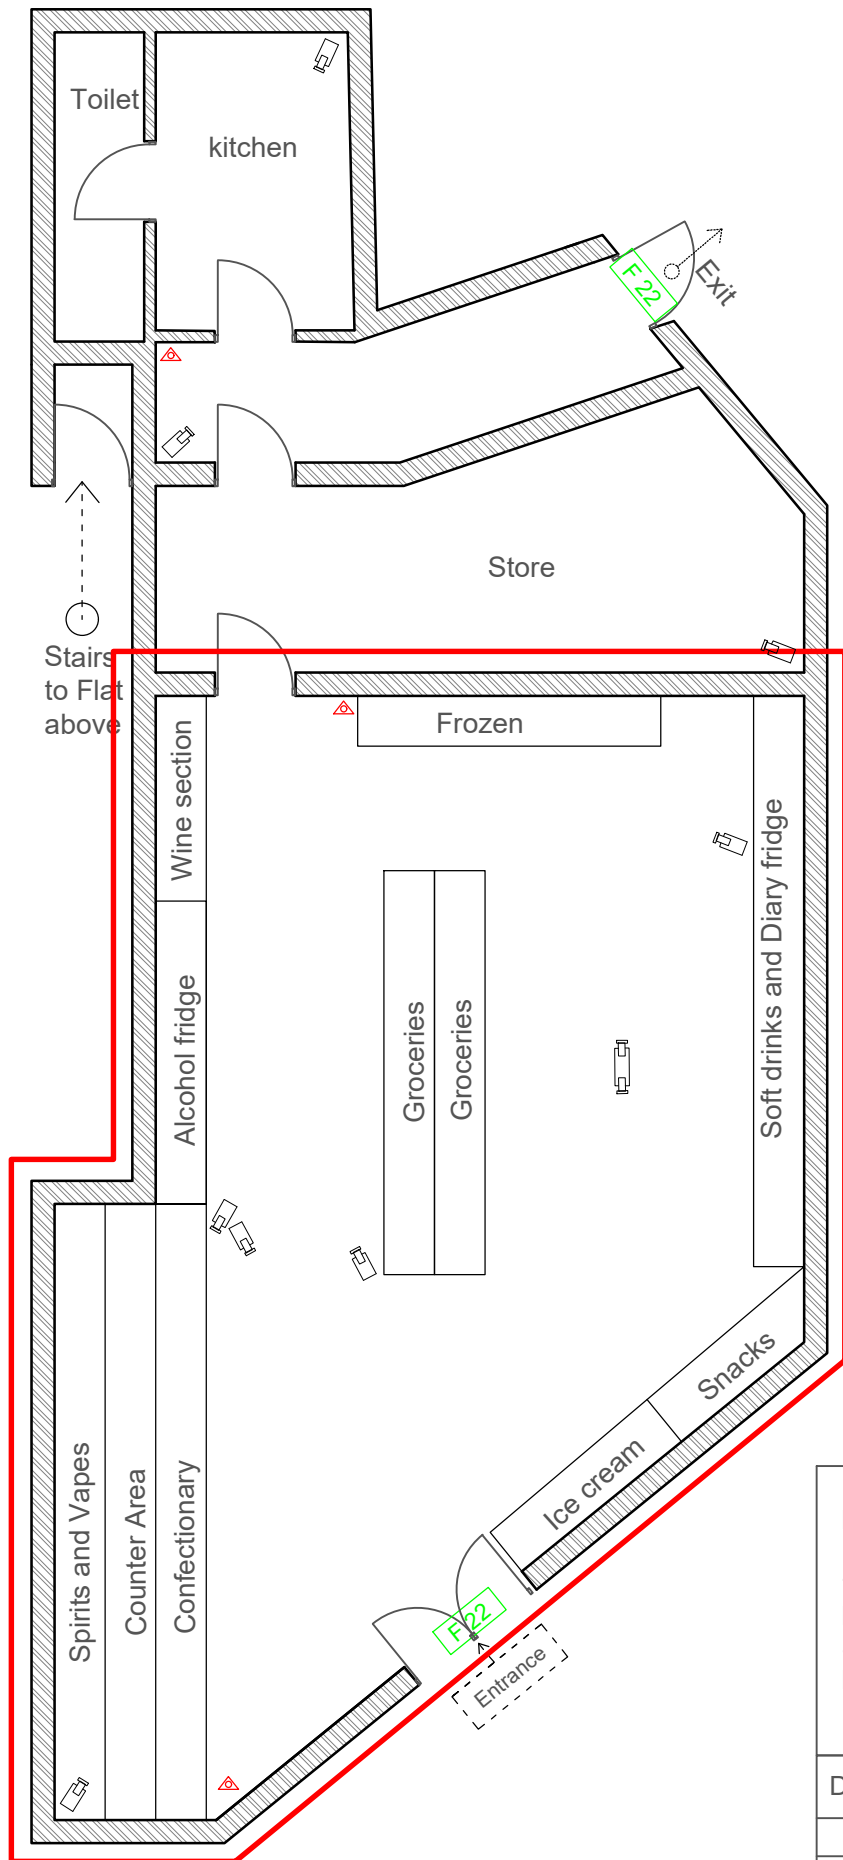 Toilet
kitchen
F 22
Exit
Store
Stairs
to Flat
above
Frozen
Wine section
Alcohol fridge
Groceries
Groceries
Soft drinks and Diary fridge
Snacks
Ice cream
Spirits and Vapes
Counter Area
Confectionary
F 22
Entrance
D